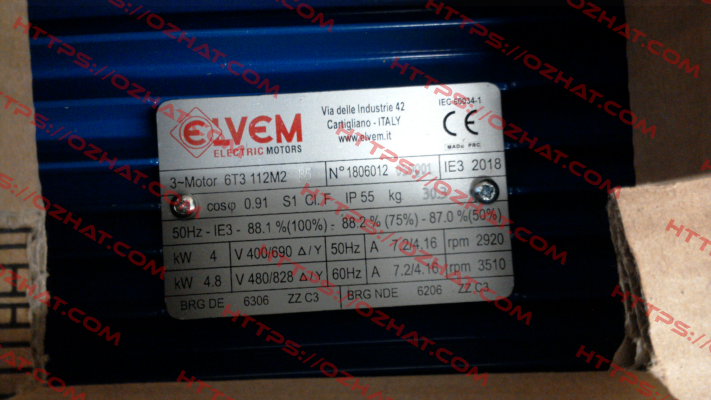 ELVEM
ELECTRIC MOTORS
Via delle Industrie 42
Cartigliano - ITALY
www.elvem.it
IEC-60034-1
CE
MADE PRC
3~Motor 6T3 112M2 N° 1806012 IE3 2018
cosφ 0.91 S1 Cl. F IP 55 kg
50Hz - IE3 - 88.1 %(100%) - 88.2 % (75%) - 87.0 %(50%)
kW 4 V 400/690 Δ/Y 50Hz A 7.2/4.16 rpm 2920
kW 4.8 V 480/828 Δ/Y 60Hz A 7.2/4.16 rpm 3510
BRG DE 6306 ZZ C3 BRG NDE 6206 ZZ C3
HTTPS://OZHAT.COM